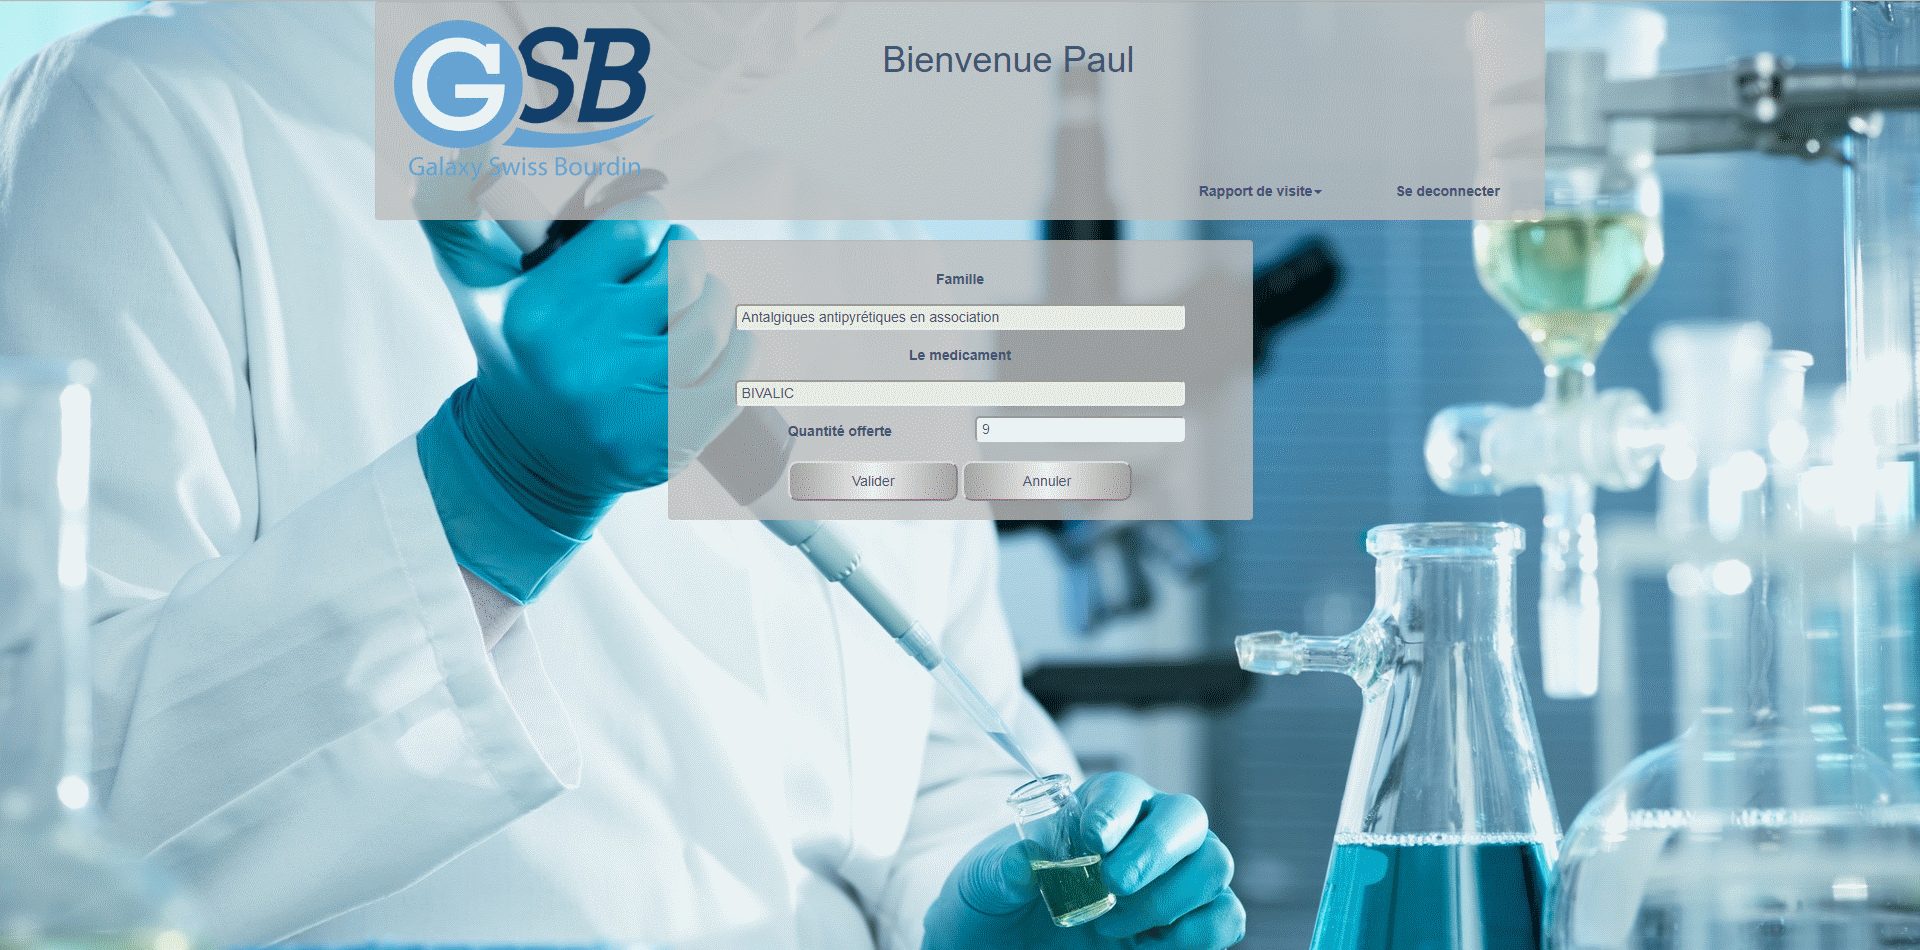 GSB
Galaxy Swiss Bourdin
Bienvenue Paul
Rapport de visite
Se deconnecter
Famille
Antalgiques antipyrétiques en association
Le medicament
BIVALIC
Quantité offerte
9
Valider
Annuler